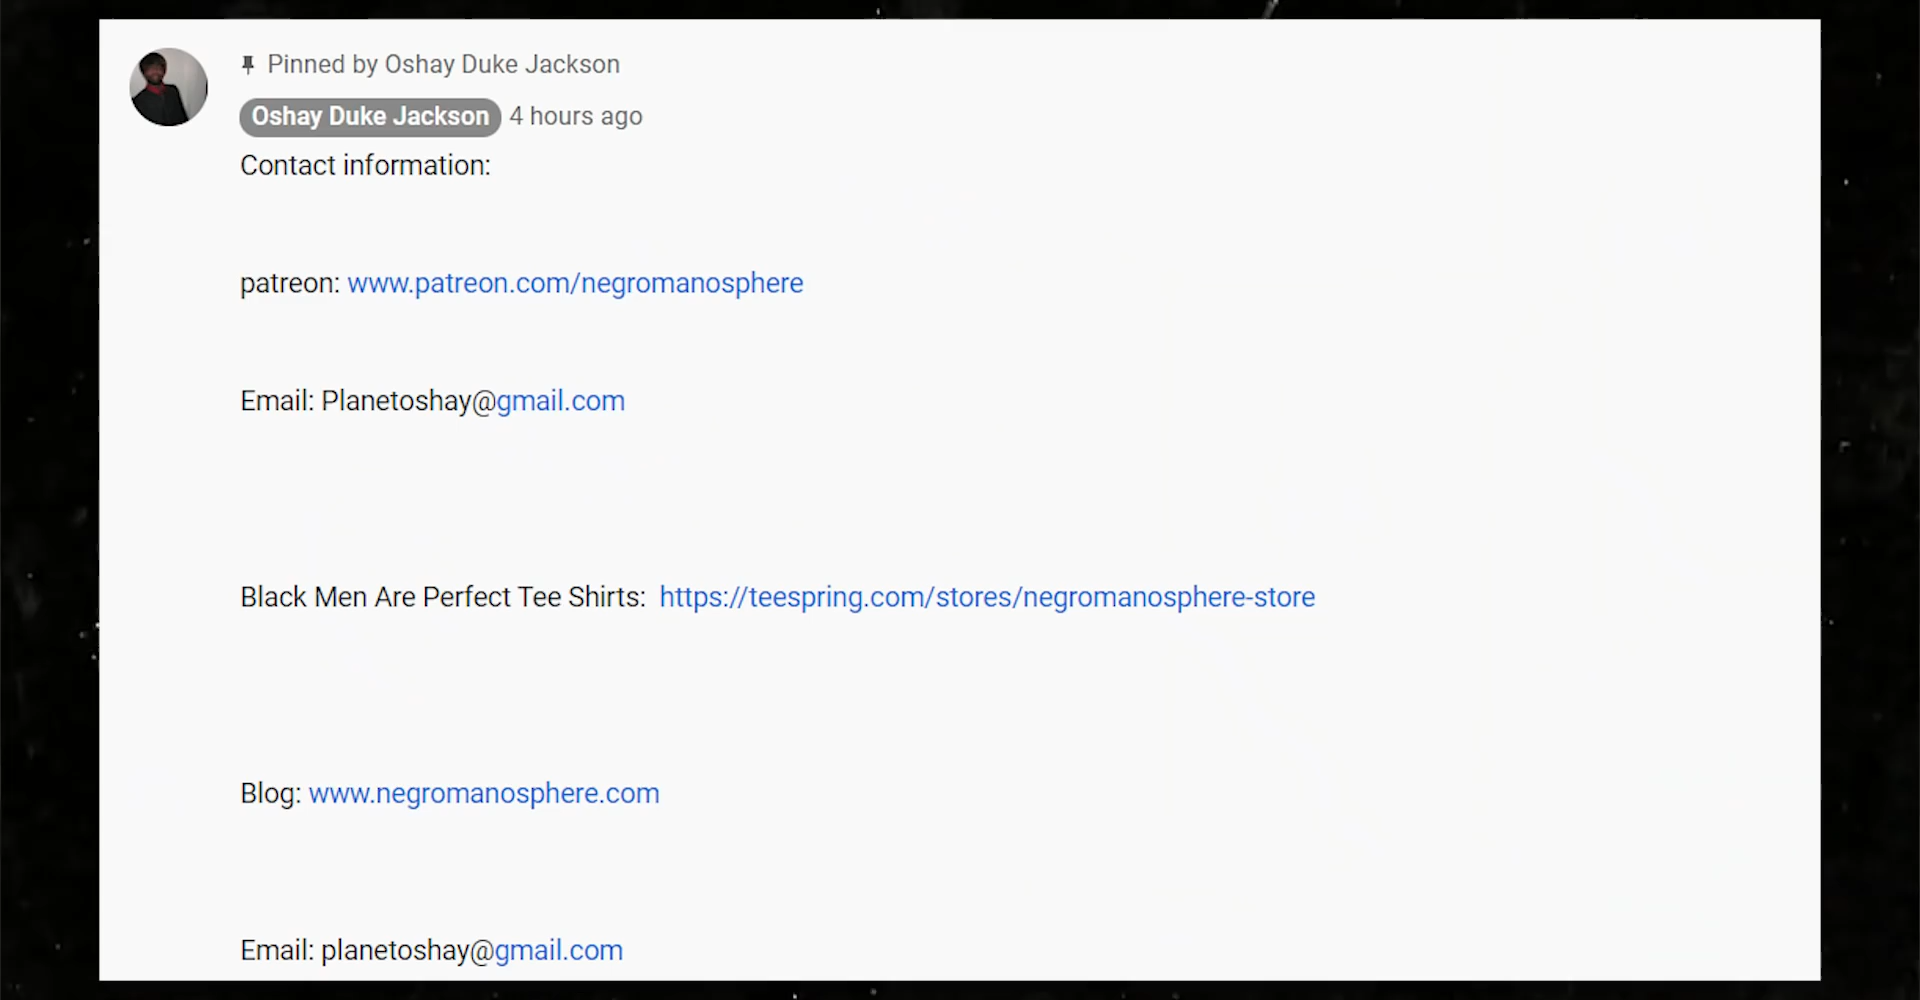 Pinned by Oshay Duke Jackson
Oshay Duke Jackson 4 hours ago
Contact information:
patreon: www.patreon.com/negromanosphere
Email: Planetoshay@gmail.com
Black Men Are Perfect Tee Shirts: https://teespring.com/stores/negromanosphere-store
Blog: www.negromanosphere.com
Email: planetoshay@gmail.com